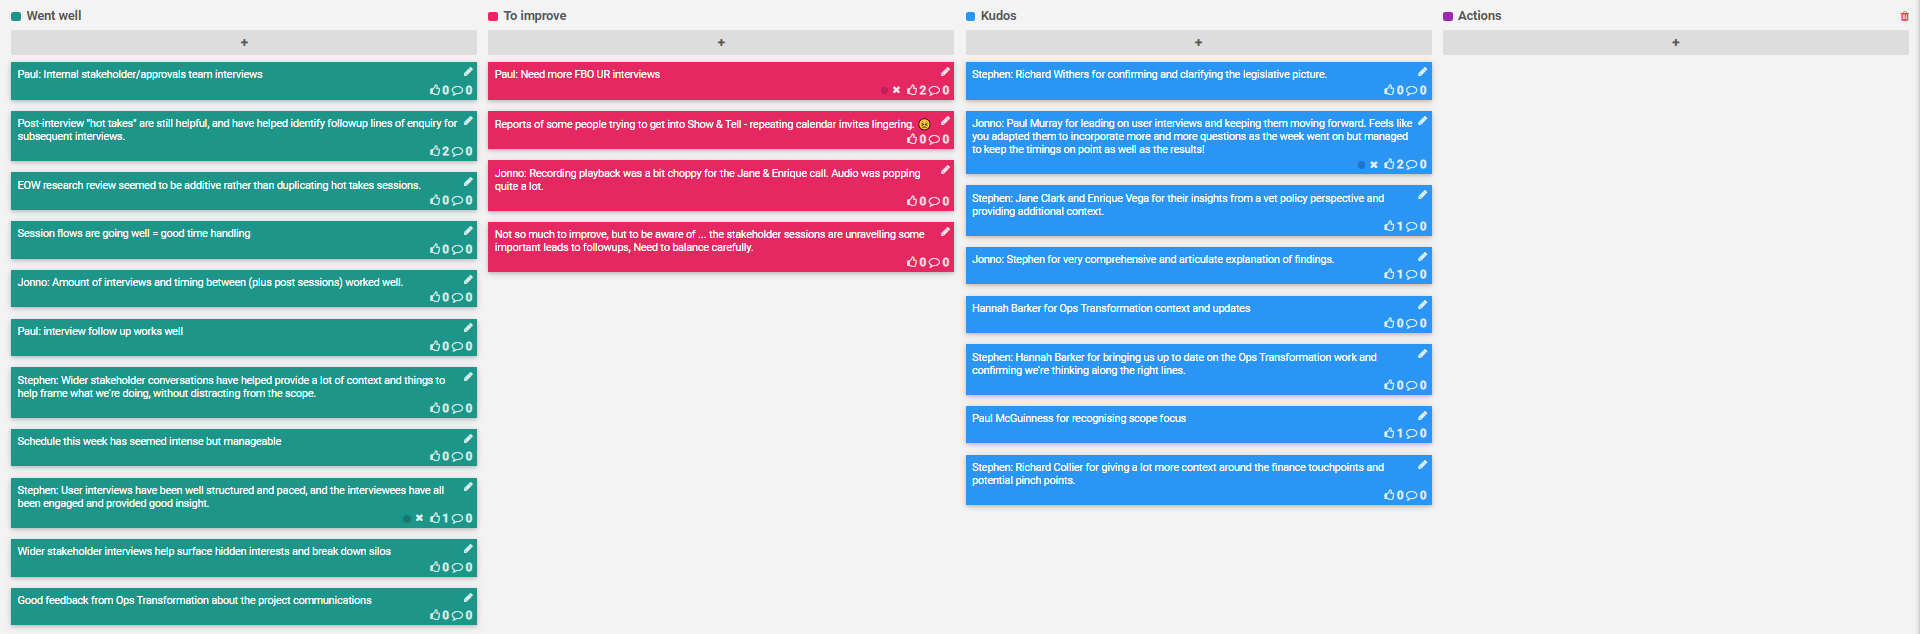 Went well
+
Paul: Internal stakeholder/approvals team interviews
0 0
Post-interview "hot takes" are still helpful, and have helped identify followup lines of enquiry for
subsequent interviews.
2 0
EOW research review seemed to be additive rather than duplicating hot takes sessions.
0 0
Session flows are going well = good time handling
0 0
Jonno: Amount of interviews and timing between (plus post sessions) worked well.
0 0
Paul: interview follow up works well
0 0
Stephen: Wider stakeholder conversations have helped provide a lot of context and things to
help frame what we're doing, without distracting from the scope.
0 0
Schedule this week has seemed intense but manageable
0 0
Stephen: User interviews have been well structured and paced, and the interviewees have all
been engaged and provided good insight.
1 0
Wider stakeholder interviews help surface hidden interests and break down silos
0 0
Good feedback from Ops Transformation about the project communications
0 0
To improve
+
Paul: Need more FBO UR interviews
2 0
Reports of some people trying to get into Show & Tell - repeating calendar invites lingering. 😣
0 0
Jonno: Recording playback was a bit choppy for the Jane & Enrique call. Audio was popping
quite a lot.
0 0
Not so much to improve, but to be aware of ... the stakeholder sessions are unravelling some
important leads to followups, Need to balance carefully.
0 0
Kudos
+
Stephen: Richard Withers for confirming and clarifying the legislative picture.
0 0
Jonno: Paul Murray for leading on user interviews and keeping them moving forward. Feels like
you adapted them to incorporate more and more questions as the week went on but managed
to keep the timings on point as well as the results!
2 0
Stephen: Jane Clark and Enrique Vega for their insights from a vet policy perspective and
providing additional context.
1 0
Jonno: Stephen for very comprehensive and articulate explanation of findings.
1 0
Hannah Barker for Ops Transformation context and updates
0 0
Stephen: Hannah Barker for bringing us up to date on the Ops Transformation work and
confirming we're thinking along the right lines.
0 0
Paul McGuinness for recognising scope focus
1 0
Stephen: Richard Collier for giving a lot more context around the finance touchpoints and
potential pinch points.
0 0
Actions
+